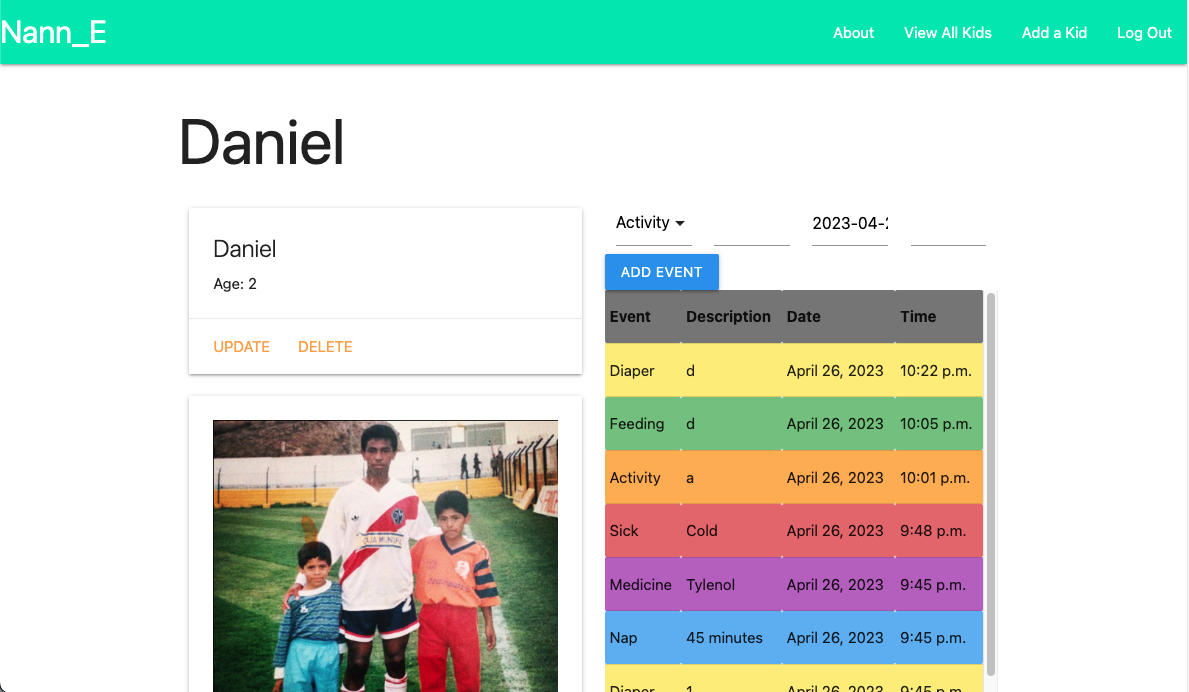 Nann_E
About View All Kids Add a Kid Log Out
Daniel
Daniel
Age: 2
UPDATE DELETE
Activity 2023-04-
ADD EVENT
Event Description Date Time
Diaper d April 26, 2023 10:22 p.m.
Feeding d April 26, 2023 10:05 p.m.
Activity a April 26, 2023 10:01 p.m.
Sick Cold April 26, 2023 9:48 p.m.
Medicine Tylenol April 26, 2023 9:45 p.m.
Nap 45 minutes April 26, 2023 9:45 p.m.
Diaper 1 April 26, 2023 9:45 p.m.